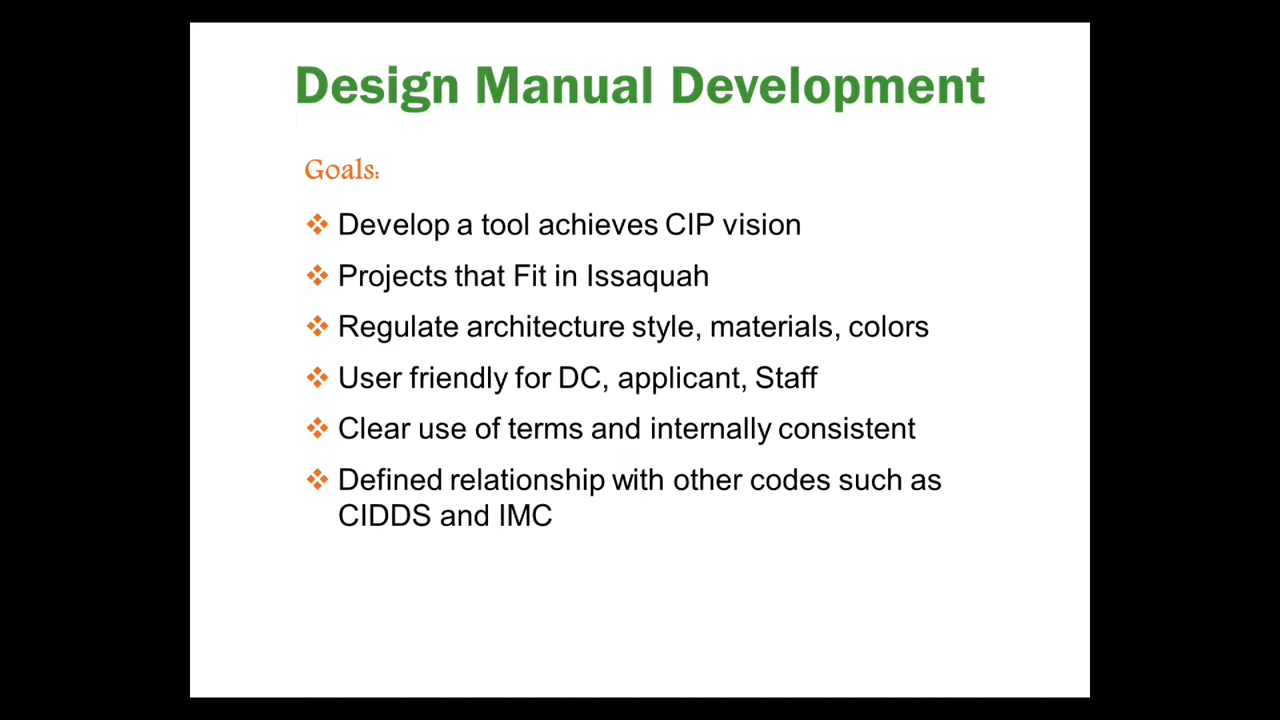 Design Manual Development
Goals:
Develop a tool achieves CIP vision
Projects that Fit in Issaquah
Regulate architecture style, materials, colors
User friendly for DC, applicant, Staff
Clear use of terms and internally consistent
Defined relationship with other codes such as
CIDDS and IMC